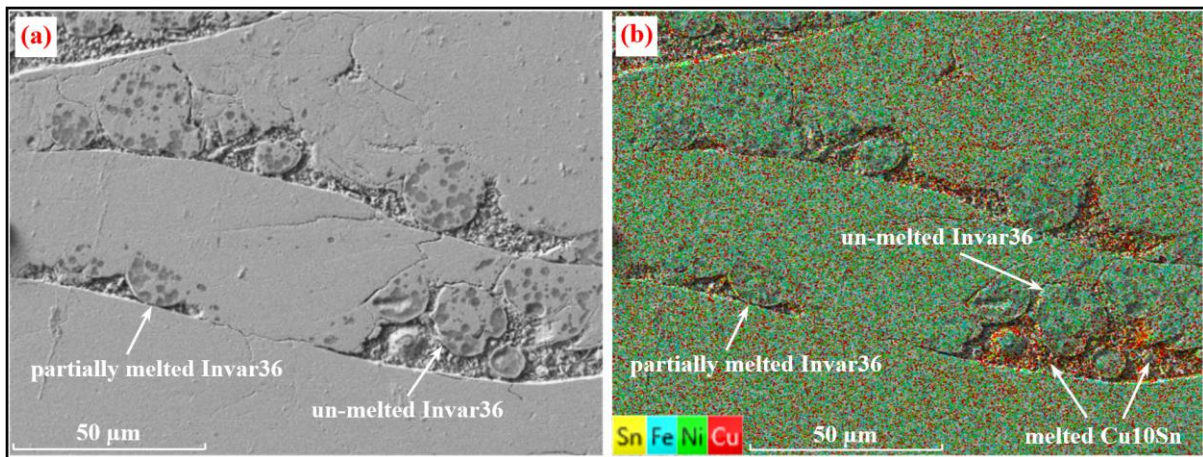 (a)
partially melted Invar36
un-melted Invar36
50 μm
(b)
un-melted Invar36
partially melted Invar36
Sn Fe Ni Cu
50 μm
melted Cu10Sn